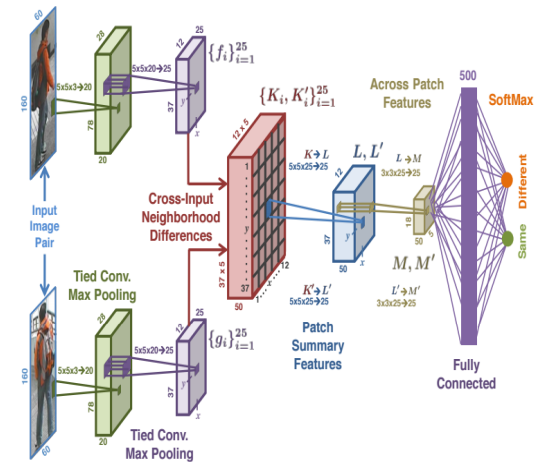 60
160
5x5x3→20
28
78
20
5x5x20→25
12
25
37
y
x
{f_i}^{25}_{i=1}
Input
Image
Pair
Cross-Input
Neighborhood
Differences
{K_i, K'_i}^{25}_{i=1}
12 x 5
37 x 5
1
37
1
12
50
K→L
5x5x25→25
L, L'
12
37
y
x
50
K'→L'
5x5x25→25
Patch
Summary
Features
Across Patch
Features
L→M
3x3x25→25
18
50
M, M'
L'→M'
3x3x25→25
500
Fully
Connected
SoftMax
Different
Same
Tied Conv.
Max Pooling
60
160
5x5x3→20
28
78
20
5x5x20→25
12
25
37
y
x
{g_i}^{25}_{i=1}
Tied Conv.
Max Pooling